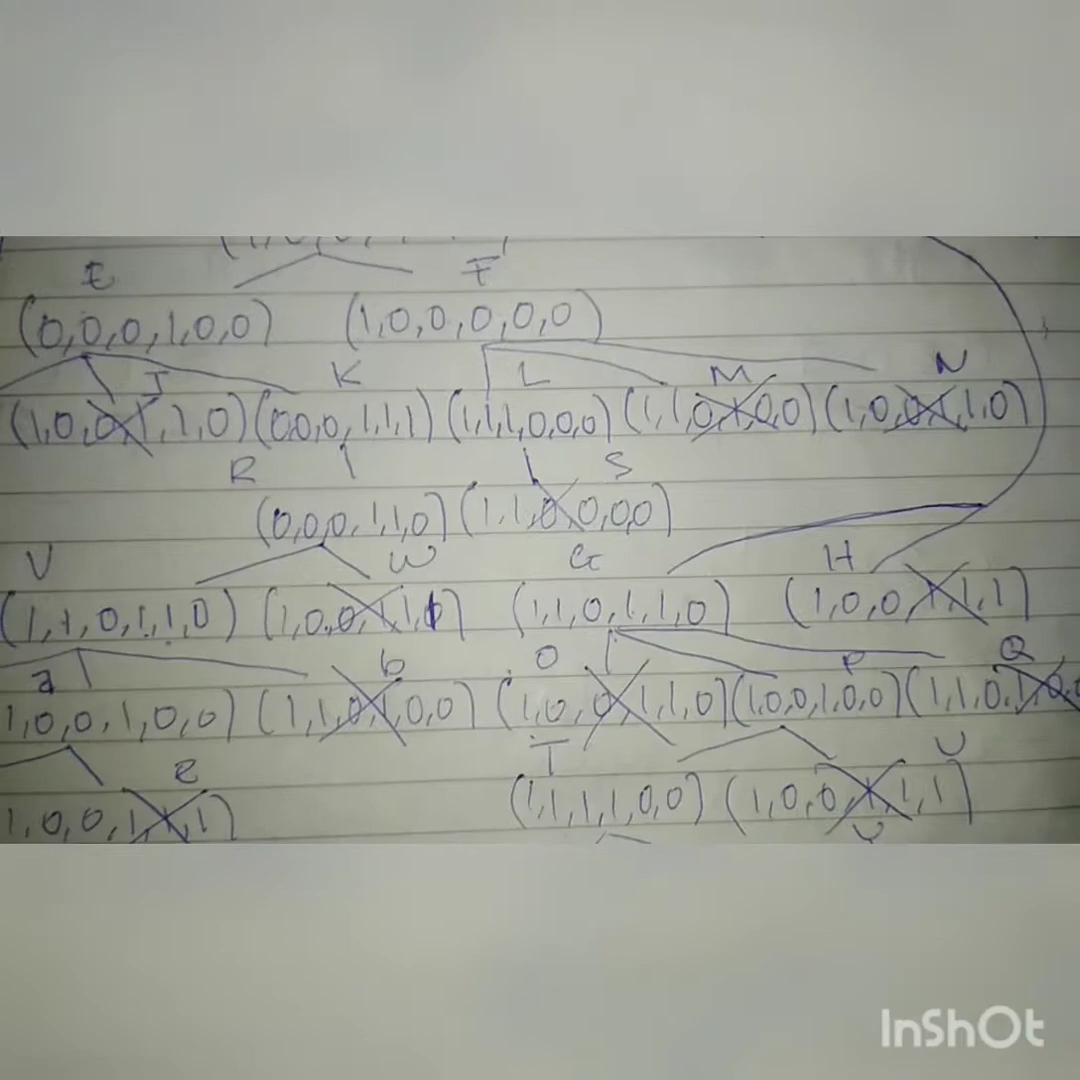 E F
(0,0,0,1,0,0) (1,0,0,0,0,0)
J K L M N
(1,0,0,1,1,0) (0,0,0,1,1,1) (1,1,1,0,0,0) (1,1,0,1,0,0) (1,0,0,1,1,0)
R S
(0,0,0,1,1,0) (1,1,0,0,0,0)
V W G H
(1,1,0,1,1,0) (1,0,0,1,1,0) (1,1,0,1,1,0) (1,0,0,1,1,1)
a b O P Q
1,0,0,1,0,0) (1,1,0,1,0,0) (1,0,0,1,1,0) (1,0,0,1,0,0) (1,1,0,1,0,0
T U
(1,1,1,1,0,0) (1,0,0,1,1,1)
1,0,0,1,1,1)
InShOt